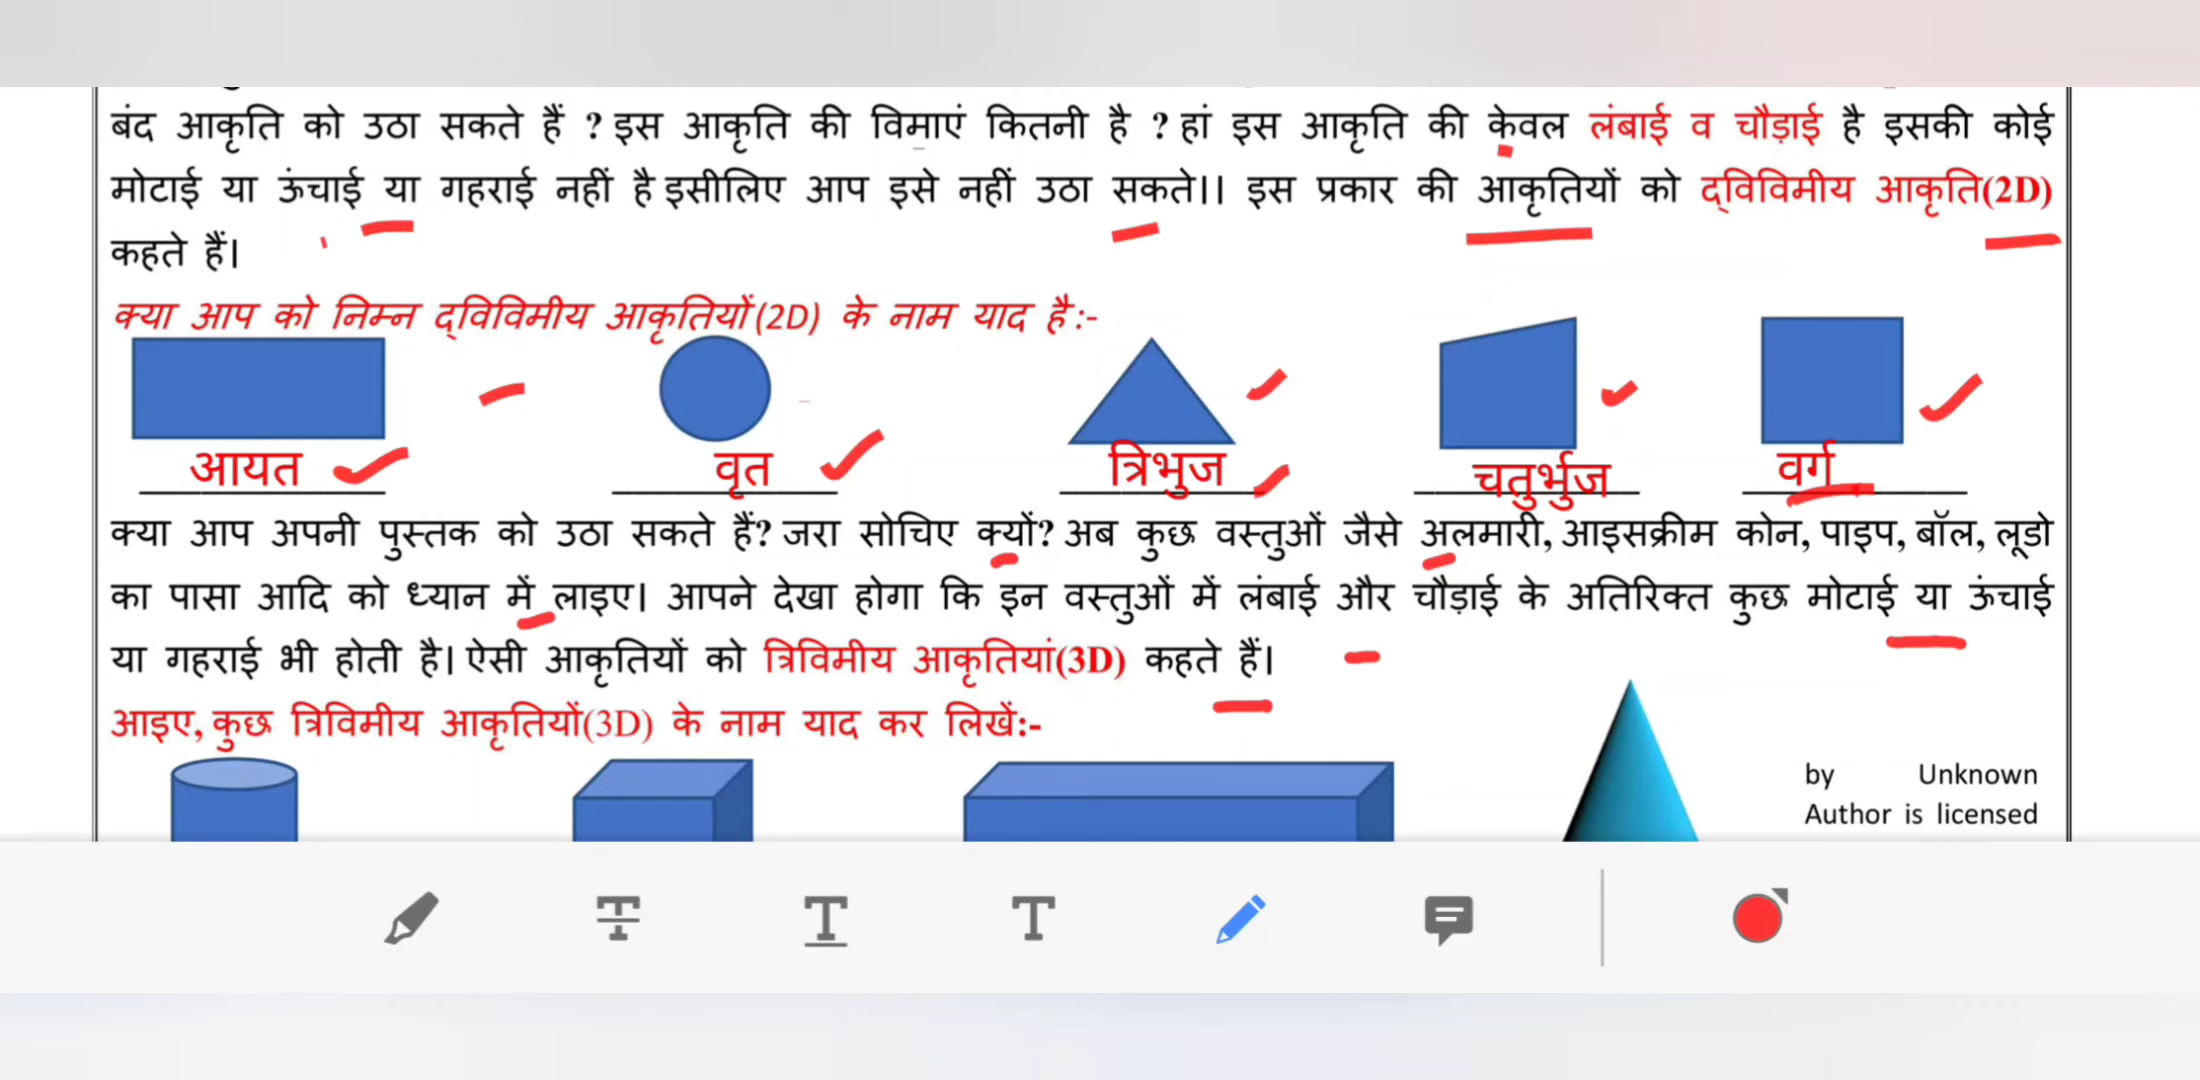 बंद आकृति को उठा सकते हैं ? इस आकृति की विमाएं कितनी है ? हां इस आकृति की केवल लंबाई व चौड़ाई है इसकी कोई
मोटाई या ऊंचाई या गहराई नहीं है इसीलिए आप इसे नहीं उठा सकते।। इस प्रकार की आकृतियों को द्विविमीय आकृति(2D)
कहते हैं।
क्या आप को निम्न द्विविमीय आकृतियों(2D) के नाम याद है:-
आयत वृत त्रिभुज चतुर्भुज वर्ग
क्या आप अपनी पुस्तक को उठा सकते हैं? जरा सोचिए क्यों? अब कुछ वस्तुओं जैसे अलमारी, आइसक्रीम कोन, पाइप, बॉल, लूडो
का पासा आदि को ध्यान में लाइए। आपने देखा होगा कि इन वस्तुओं में लंबाई और चौड़ाई के अतिरिक्त कुछ मोटाई या ऊंचाई
या गहराई भी होती है। ऐसी आकृतियों को त्रिविमीय आकृतियां(3D) कहते हैं।
आइए, कुछ त्रिविमीय आकृतियों(3D) के नाम याद कर लिखें:-
by Unknown
Author is licensed